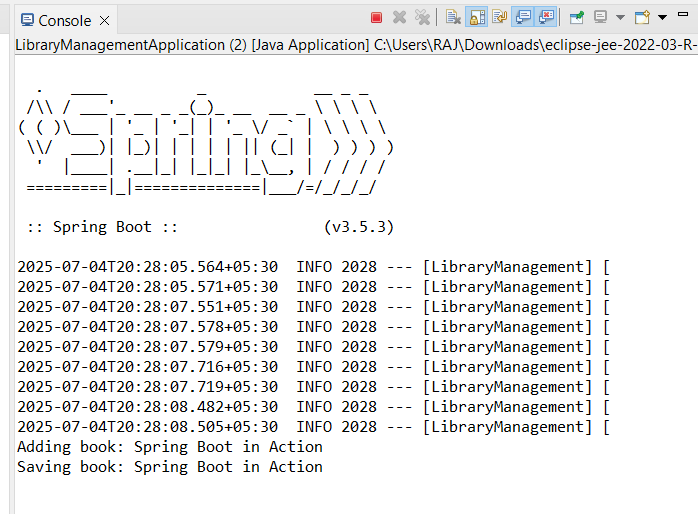 Console
LibraryManagementApplication (2) [Java Application] C:\Users\RAJ\Downloads\eclipse-jee-2022-03-R-
  .   ____          _            __ _ _
 /\\ / ___'_ __ _ _(_)_ __  __ _ \ \ \ \
( ( )\___ | '_ | '_| | '_ \/ _` | \ \ \ \
 \\/  ___)| |_)| | | | | || (_| |  ) ) ) )
  '  |____| .__|_| |_|_| |_\__, | / / / /
 =========|_|==============|___/=/_/_/_/
:: Spring Boot ::                (v3.5.3)
2025-07-04T20:28:05.564+05:30  INFO 2028 --- [LibraryManagement] [
2025-07-04T20:28:05.571+05:30  INFO 2028 --- [LibraryManagement] [
2025-07-04T20:28:07.551+05:30  INFO 2028 --- [LibraryManagement] [
2025-07-04T20:28:07.578+05:30  INFO 2028 --- [LibraryManagement] [
2025-07-04T20:28:07.579+05:30  INFO 2028 --- [LibraryManagement] [
2025-07-04T20:28:07.716+05:30  INFO 2028 --- [LibraryManagement] [
2025-07-04T20:28:07.719+05:30  INFO 2028 --- [LibraryManagement] [
2025-07-04T20:28:08.482+05:30  INFO 2028 --- [LibraryManagement] [
2025-07-04T20:28:08.505+05:30  INFO 2028 --- [LibraryManagement] [
Adding book: Spring Boot in Action
Saving book: Spring Boot in Action